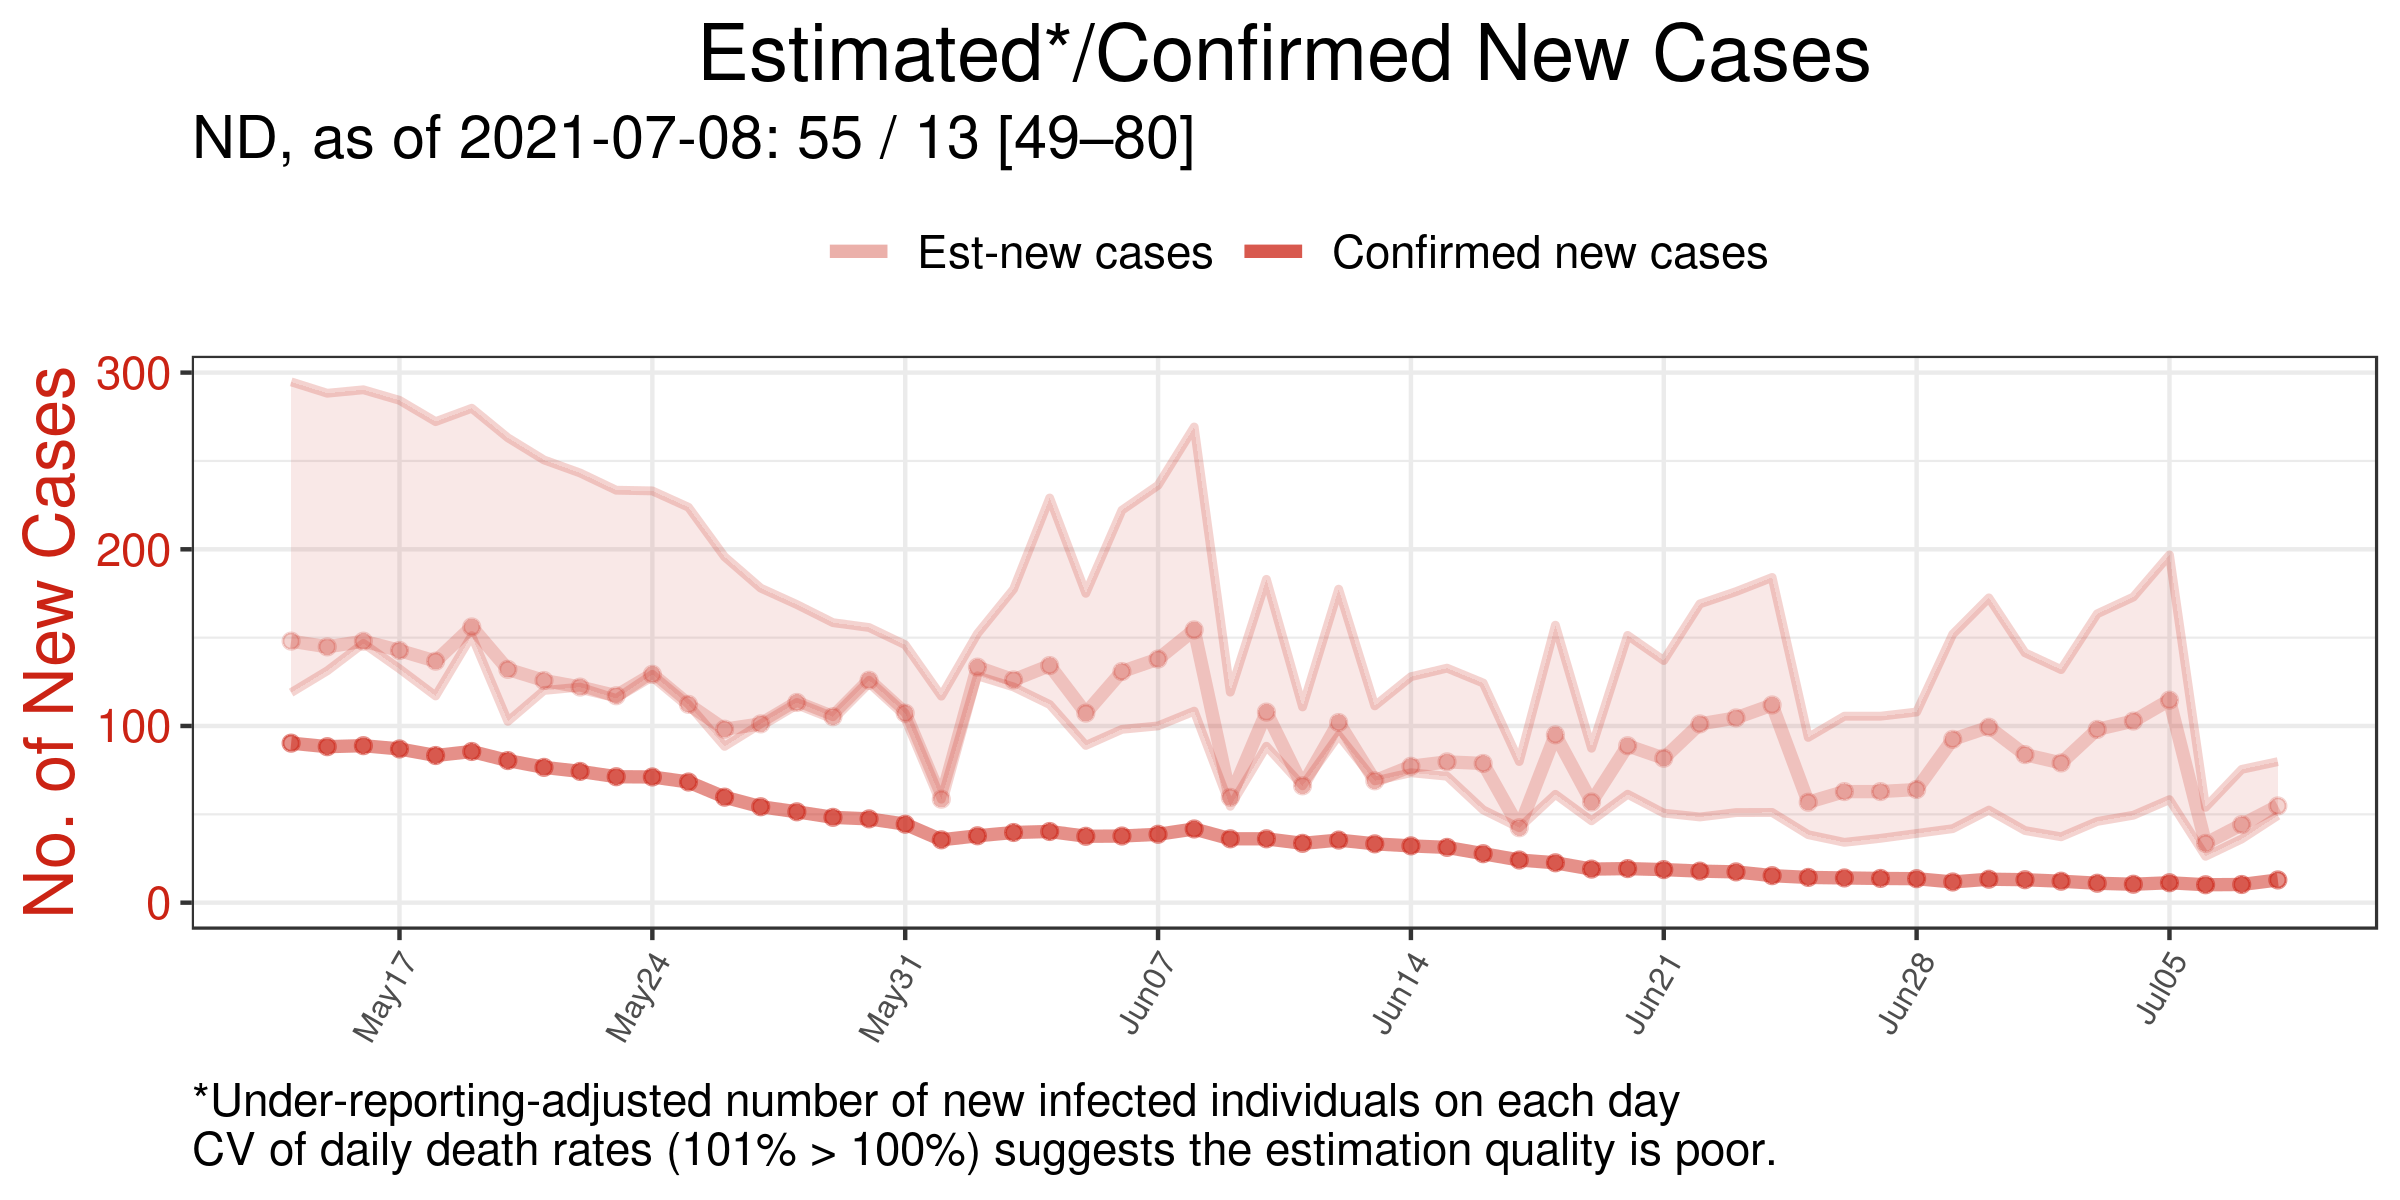 Estimated*/Confirmed New Cases
ND, as of 2021-07-08: 55 / 13 [49–80]
Est-new cases
Confirmed new cases
No. of New Cases
300
200
100
0
May17
May24
May31
Jun07
Jun14
Jun21
Jun28
Jul05
*Under-reporting-adjusted number of new infected individuals on each day
CV of daily death rates (101% > 100%) suggests the estimation quality is poor.